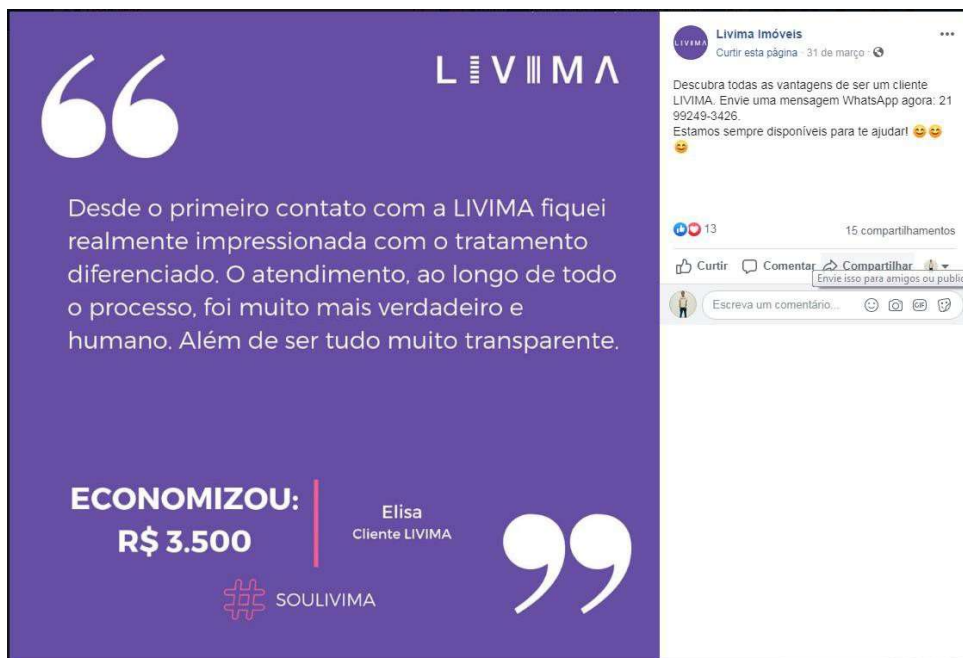 LIVIMA
Desde o primeiro contato com a LIVIMA fiquei
realmente impressionada com o tratamento
diferenciado. O atendimento, ao longo de todo
o processo, foi muito mais verdadeiro e
humano. Além de ser tudo muito transparente.
ECONOMIZOU:
R$ 3.500
Elisa
Cliente LIVIMA
# SOULIVIMA
LIVIMA
Livima Imóveis
Curtir esta página · 31 de março ·
Descubra todas as vantagens de ser um cliente
LIVIMA. Envie uma mensagem WhatsApp agora: 21
99249-3426.
Estamos sempre disponíveis para te ajudar! 😊😊
😊
13
15 compartilhamentos
Curtir Comentar Compartilhar
Envie isso para amigos ou public
Escreva um comentário...
GIF